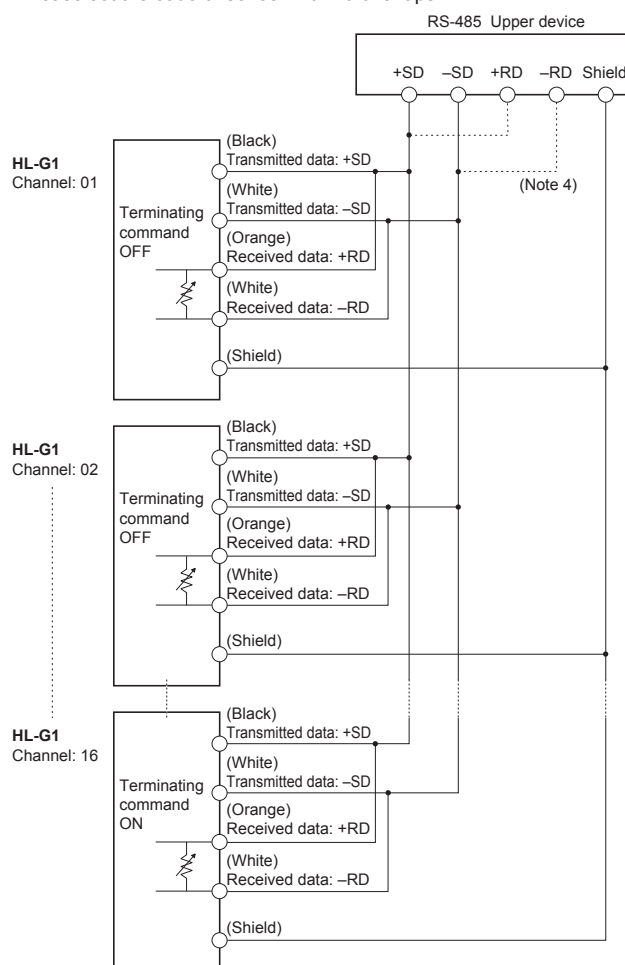 RS-485 Upper device
+SD –SD +RD –RD Shield
(Note 4)
HL-G1
Channel: 01
Terminating
command
OFF
(Black)
Transmitted data: +SD
(White)
Transmitted data: –SD
(Orange)
Received data: +RD
(White)
Received data: –RD
(Shield)
HL-G1
Channel: 02
Terminating
command
OFF
(Black)
Transmitted data: +SD
(White)
Transmitted data: –SD
(Orange)
Received data: +RD
(White)
Received data: –RD
(Shield)
HL-G1
Channel: 16
Terminating
command
ON
(Black)
Transmitted data: +SD
(White)
Transmitted data: –SD
(Orange)
Received data: +RD
(White)
Received data: –RD
(Shield)